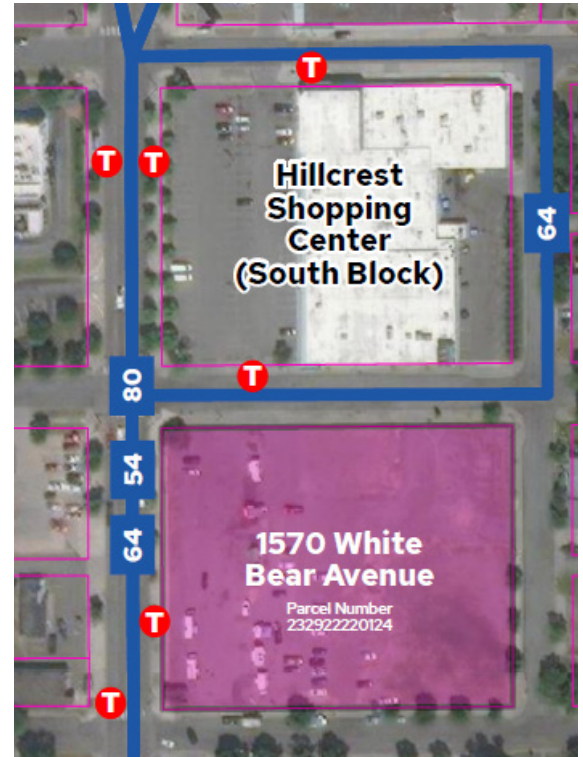 T
T
T
Hillcrest
Shopping
Center
(South Block)
64
T
80
54
64
1570 White
Bear Avenue
Parcel Number
232922220124
T
T